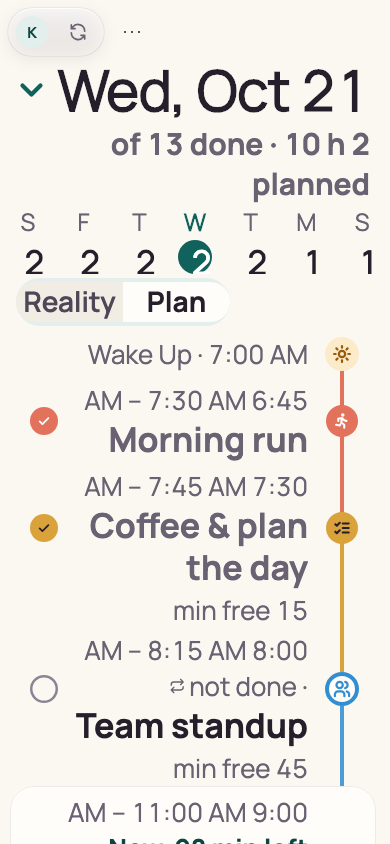 K
Wed, Oct 21
of 13 done · 10 h 2
planned
S F T W T M S
2 2 2 2 2 1 1
Reality Plan
Wake Up · 7:00 AM
AM – 7:30 AM 6:45
Morning run
AM – 7:45 AM 7:30
Coffee & plan
the day
min free 15
AM – 8:15 AM 8:00
not done ·
Team standup
min free 45
AM – 11:00 AM 9:00